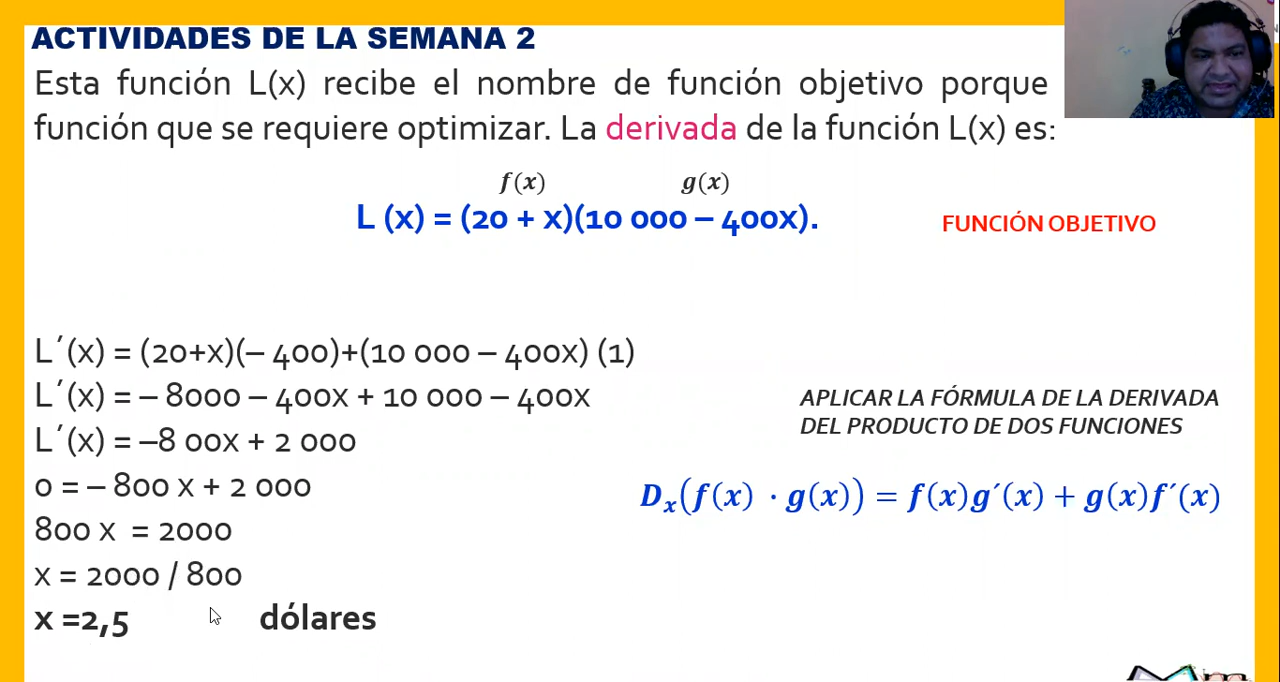 ACTIVIDADES DE LA SEMANA 2
Esta función L(x) recibe el nombre de función objetivo porque
función que se requiere optimizar. La derivada de la función L(x) es:
f(x) g(x)
L (x) = (20 + x)(10 000 – 400x).
FUNCIÓN OBJETIVO
L´(x) = (20+x)(– 400)+(10 000 – 400x) (1)
L´(x) = – 8000 – 400x + 10 000 – 400x
L´(x) = –8 00x + 2 000
0 = – 800 x + 2 000
800 x = 2000
x = 2000 / 800
x =2,5 dólares
APLICAR LA FÓRMULA DE LA DERIVADA
DEL PRODUCTO DE DOS FUNCIONES
Dₓ(f(x) · g(x)) = f(x)g´(x) + g(x)f´(x)